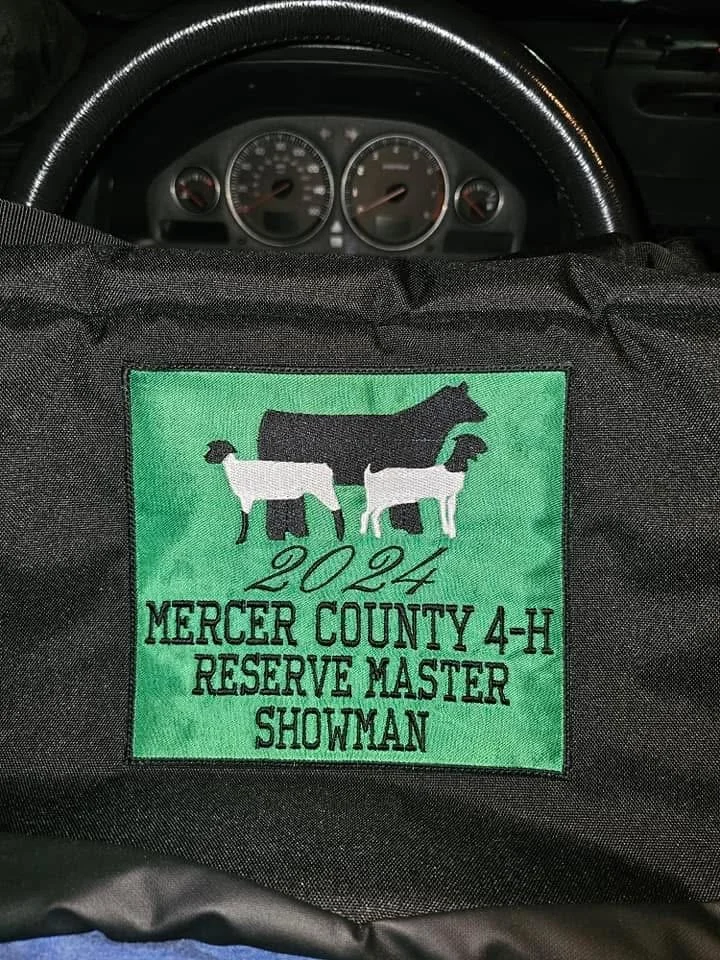 2024
MERCER COUNTY 4-H
RESERVE MASTER
SHOWMAN